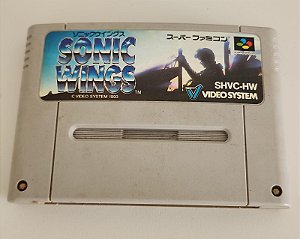 ソニックウイングス
SONIC
WINGS™
© VIDEO SYSTEM 1993
スーパーファミコン
SHVC-HW
VIDEO SYSTEM